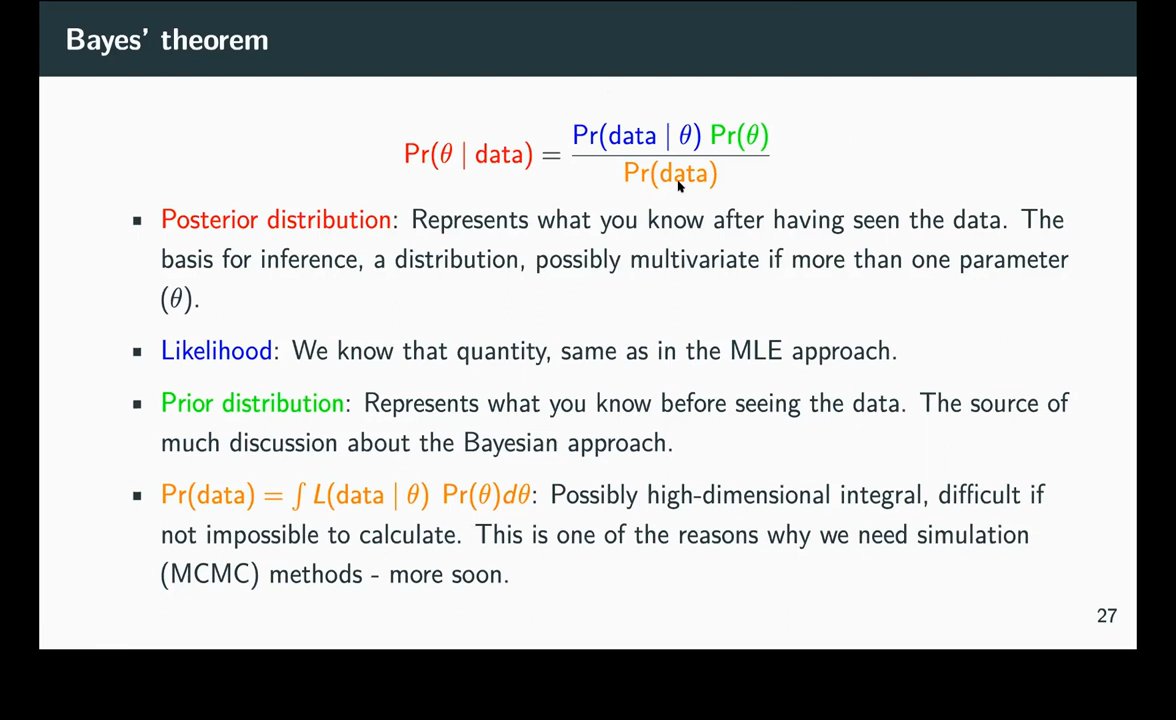 Bayes' theorem
Pr(θ | data) = Pr(data | θ) Pr(θ) / Pr(data)
▪ Posterior distribution: Represents what you know after having seen the data. The
basis for inference, a distribution, possibly multivariate if more than one parameter
(θ).
▪ Likelihood: We know that quantity, same as in the MLE approach.
▪ Prior distribution: Represents what you know before seeing the data. The source of
much discussion about the Bayesian approach.
▪ Pr(data) = ∫ L(data | θ) Pr(θ)dθ: Possibly high-dimensional integral, difficult if
not impossible to calculate. This is one of the reasons why we need simulation
(MCMC) methods - more soon.
27